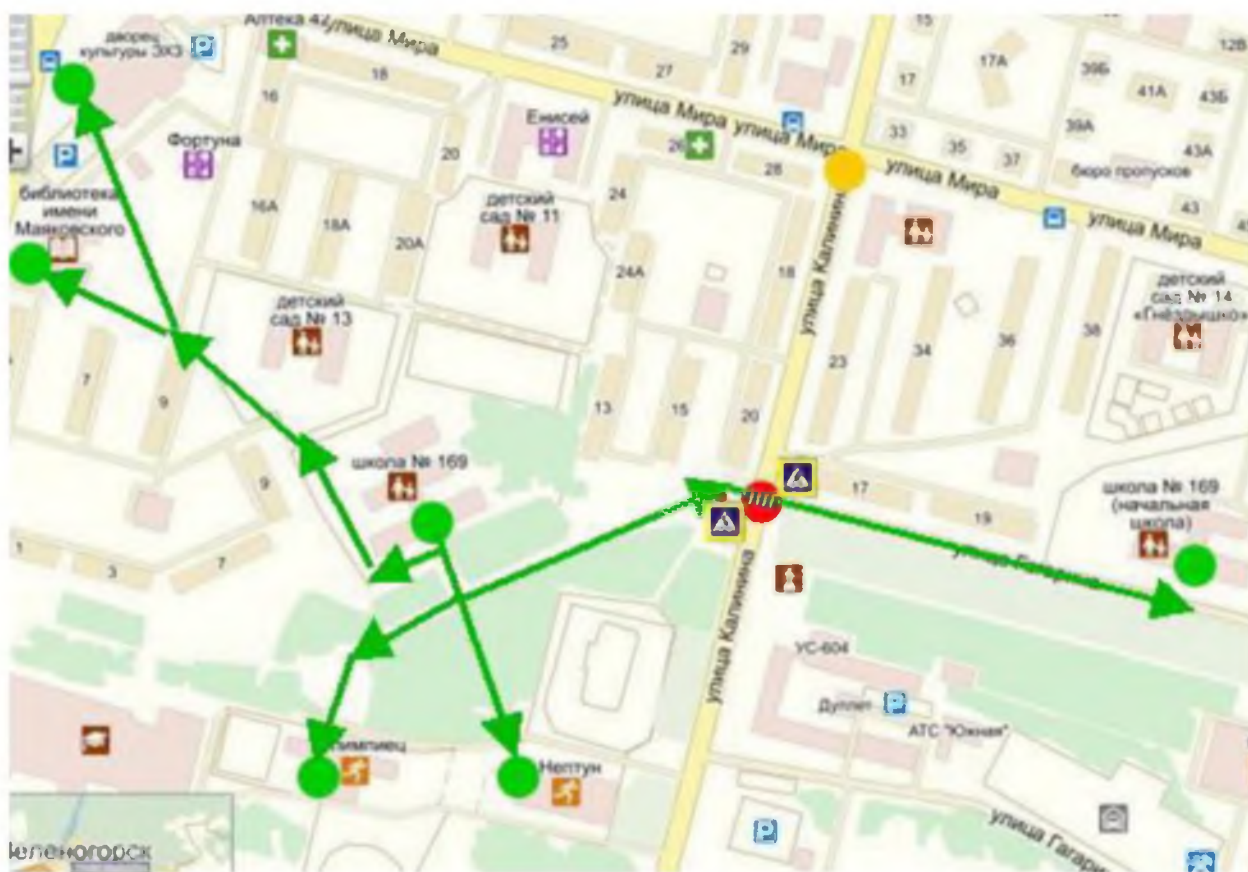 Аптека 42
дворец
культуры ЭХЗ
улица Мира
25
29
15
12В
17А
39Б
17
41А
43Б
18
27
16
улица Мира
улица Мира
33
39А
35
37
43А
бюро пропусков
Фортуна
Енисей
26
28
20
улица Мира
43
улица Мира
библиотека
имени
Маяковского
детский
сад № 11
24
16А
18А
20А
24А
18
улица Калинина
детский
сад № 13
детский
сад № 14
«Гнёздышко»
23
34
36
38
7
9
13
15
20
школа № 169
9
17
19
школа № 169
(начальная
школа)
1
3
7
улица Гагарина
улица Калинина
УС-604
Дуплет
АТС "Южная"
Олимпиец
Нептун
улица Гагари
Зеленогорск